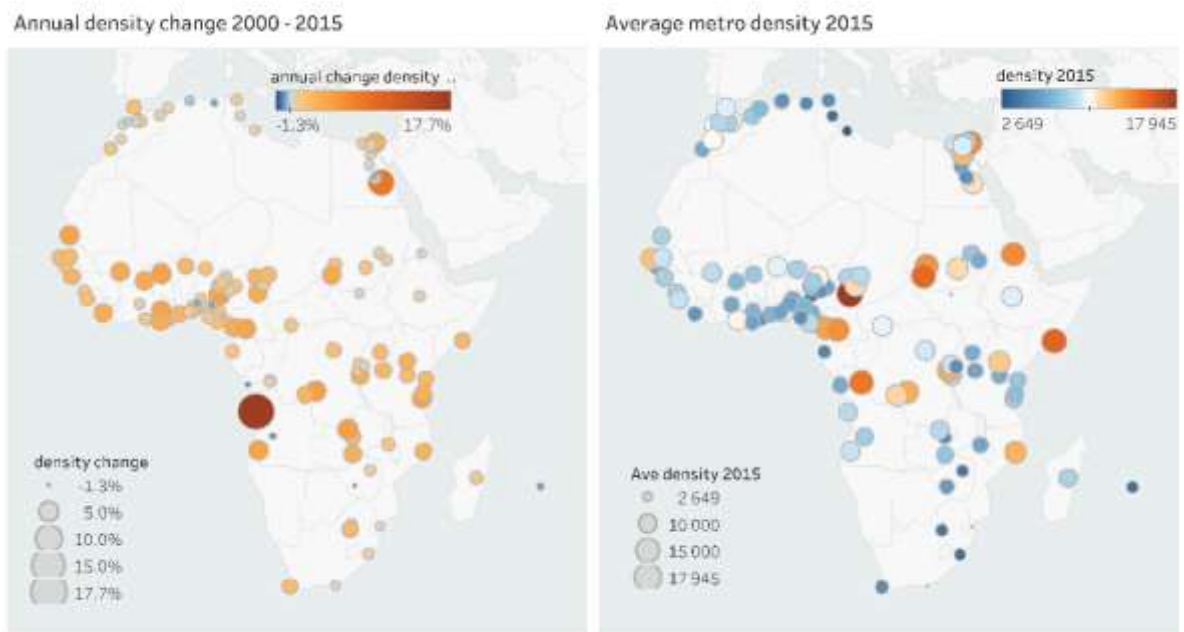 Annual density change 2000 - 2015
annual change density ..
-1.3%
17.7%
density change
-1.3%
5.0%
10.0%
15.0%
17.7%
Average metro density 2015
density 2015
2 649
17 945
Ave density 2015
2 649
10 000
15 000
17 945